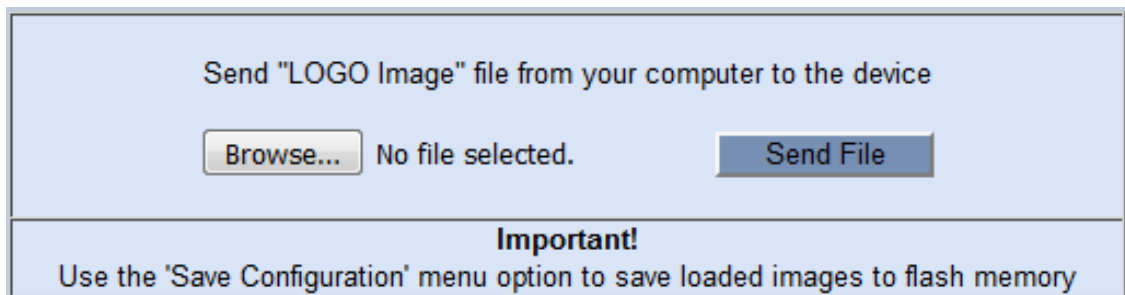 Send "LOGO Image" file from your computer to the device
Browse... No file selected. Send File
Important!
Use the 'Save Configuration' menu option to save loaded images to flash memory